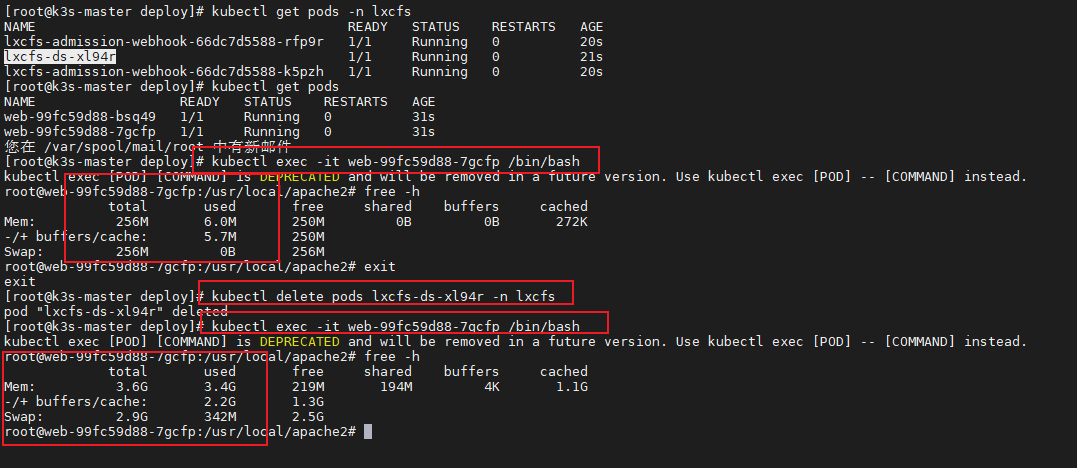 [root@k3s-master deploy]# kubectl get pods -n lxcfs
NAME                                       READY   STATUS    RESTARTS   AGE
lxcfs-admission-webhook-66dc7d5588-rfp9r   1/1     Running   0          20s
lxcfs-ds-xl94r                             1/1     Running   0          21s
lxcfs-admission-webhook-66dc7d5588-k5pzh   1/1     Running   0          20s
[root@k3s-master deploy]# kubectl get pods
NAME                  READY   STATUS    RESTARTS   AGE
web-99fc59d88-bsq49   1/1     Running   0          31s
web-99fc59d88-7gcfp   1/1     Running   0          31s
您在 /var/spool/mail/root 中有新邮件
[root@k3s-master deploy]# kubectl exec -it web-99fc59d88-7gcfp /bin/bash
kubectl exec [POD] [COMMAND] is DEPRECATED and will be removed in a future version. Use kubectl exec [POD] -- [COMMAND] instead.
root@web-99fc59d88-7gcfp:/usr/local/apache2# free -h
             total       used       free     shared    buffers     cached
Mem:          256M       6.0M       250M         0B         0B       272K
-/+ buffers/cache:       5.7M       250M
Swap:         256M         0B       256M
root@web-99fc59d88-7gcfp:/usr/local/apache2# exit
exit
[root@k3s-master deploy]# kubectl delete pods lxcfs-ds-xl94r -n lxcfs
pod "lxcfs-ds-xl94r" deleted
[root@k3s-master deploy]# kubectl exec -it web-99fc59d88-7gcfp /bin/bash
kubectl exec [POD] [COMMAND] is DEPRECATED and will be removed in a future version. Use kubectl exec [POD] -- [COMMAND] instead.
root@web-99fc59d88-7gcfp:/usr/local/apache2# free -h
             total       used       free     shared    buffers     cached
Mem:          3.6G       3.4G       219M       194M         4K       1.1G
-/+ buffers/cache:       2.2G       1.3G
Swap:         2.9G       342M       2.5G
root@web-99fc59d88-7gcfp:/usr/local/apache2#